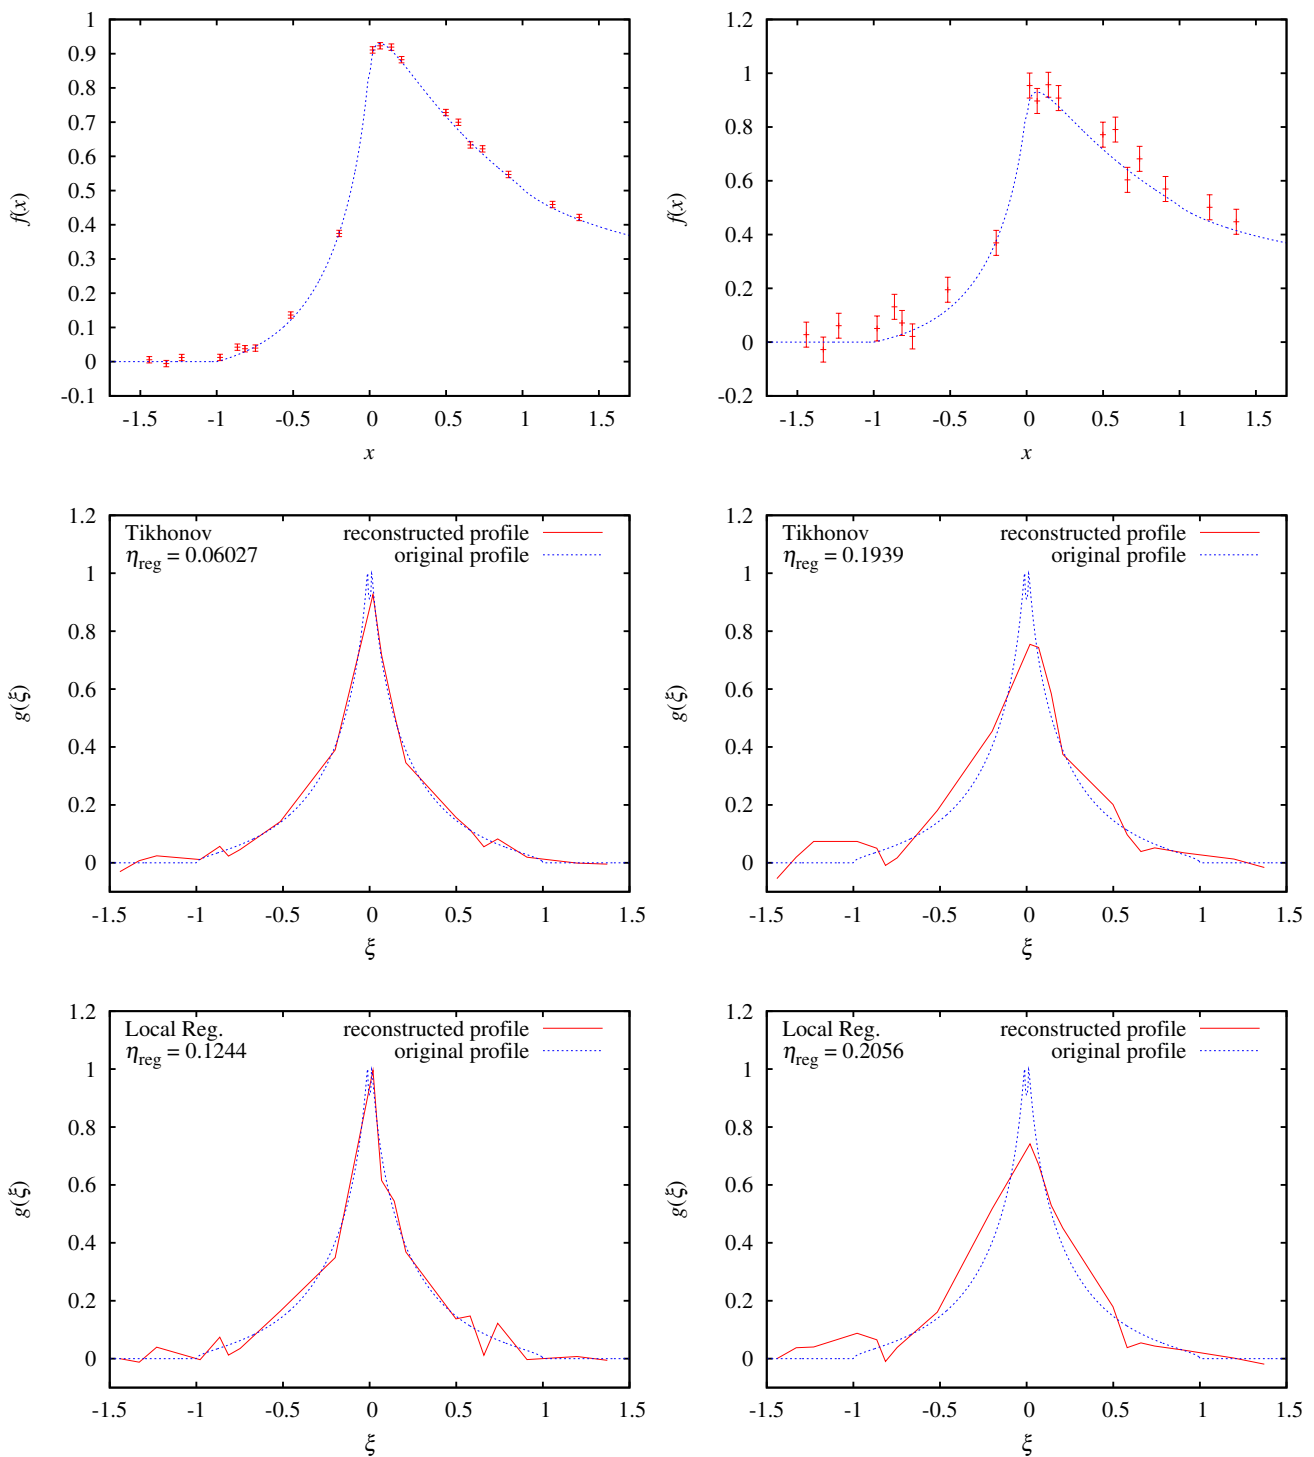 1
0.9
0.8
0.7
0.6
0.5
0.4
0.3
0.2
0.1
0
-0.1
f(x)
-1.5 -1 -0.5 0 0.5 1 1.5
x
1.2
1
0.8
0.6
0.4
0.2
0
-0.2
f(x)
-1.5 -1 -0.5 0 0.5 1 1.5
x
1.2
1
0.8
0.6
0.4
0.2
0
g(ξ)
Tikhonov
η_reg = 0.06027
reconstructed profile
original profile
-1.5 -1 -0.5 0 0.5 1 1.5
ξ
1.2
1
0.8
0.6
0.4
0.2
0
g(ξ)
Tikhonov
η_reg = 0.1939
reconstructed profile
original profile
-1.5 -1 -0.5 0 0.5 1 1.5
ξ
1.2
1
0.8
0.6
0.4
0.2
0
g(ξ)
Local Reg.
η_reg = 0.1244
reconstructed profile
original profile
-1.5 -1 -0.5 0 0.5 1 1.5
ξ
1.2
1
0.8
0.6
0.4
0.2
0
g(ξ)
Local Reg.
η_reg = 0.2056
reconstructed profile
original profile
-1.5 -1 -0.5 0 0.5 1 1.5
ξ